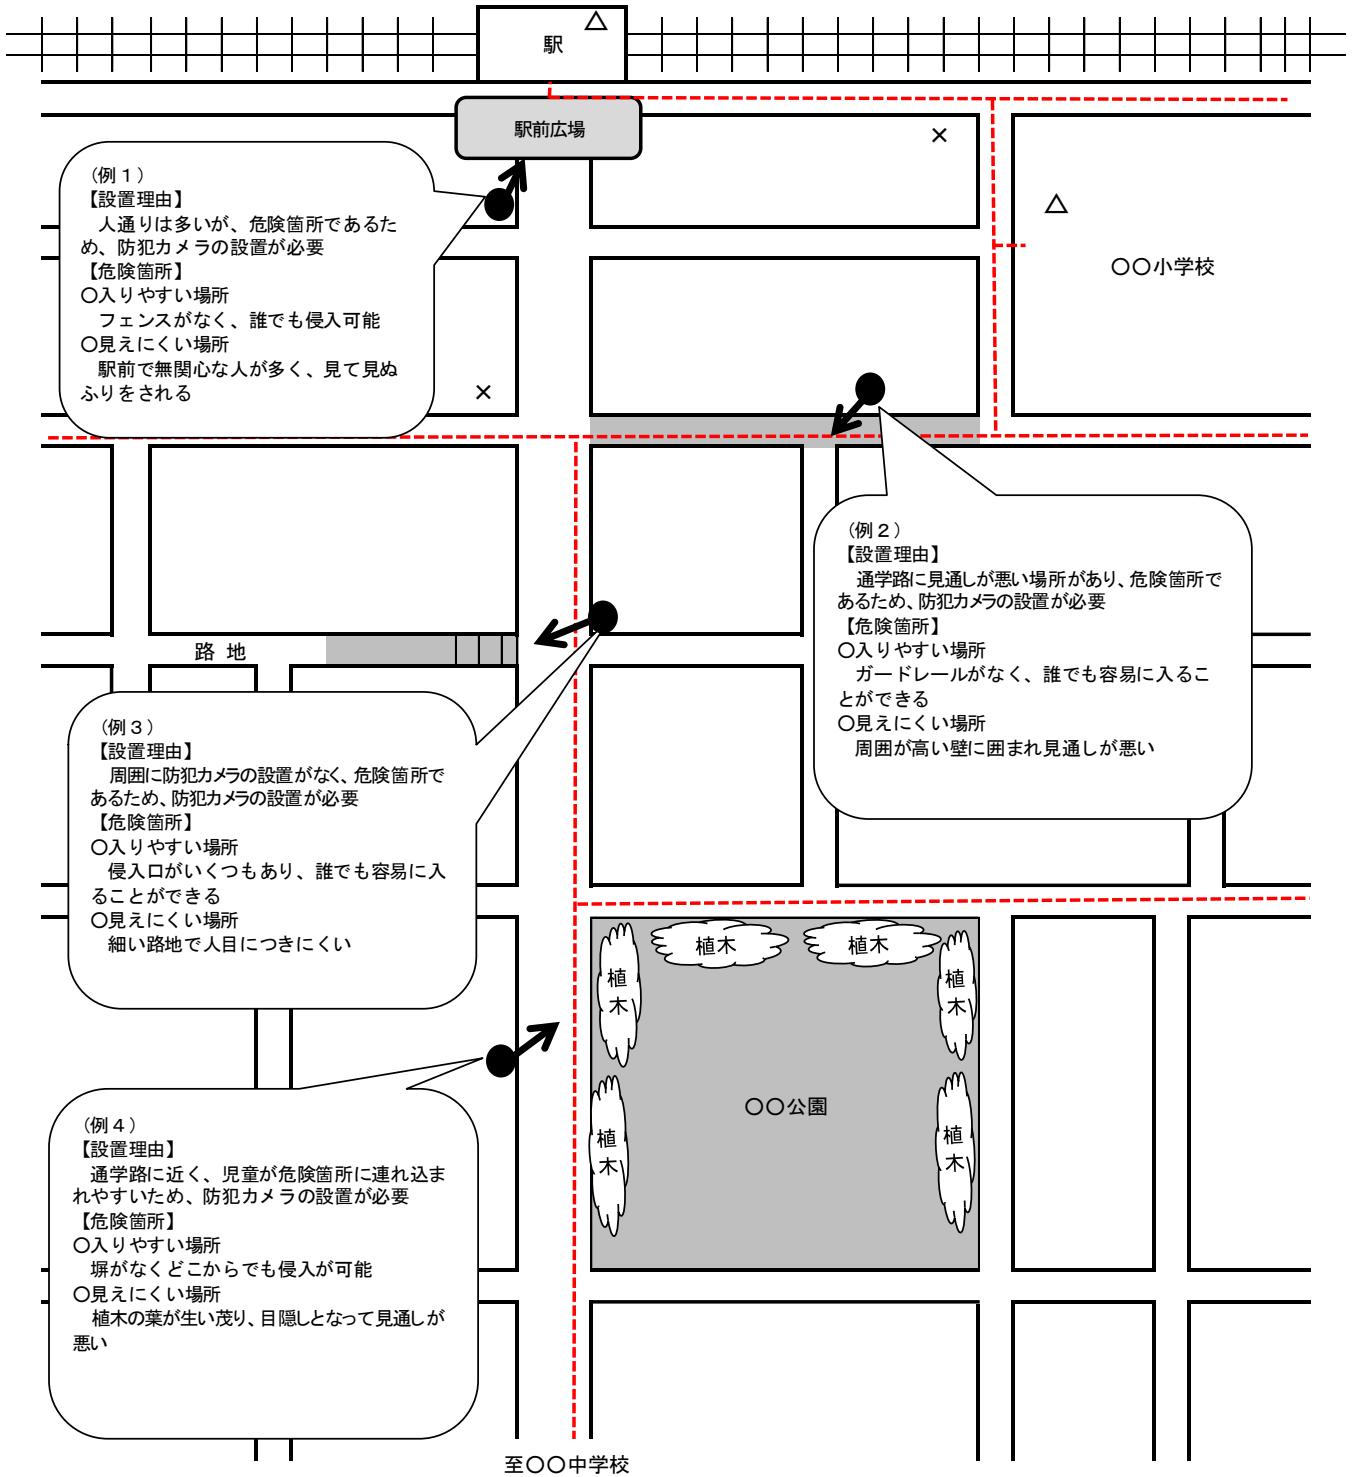 駅
△
駅前広場
×
(例1)
【設置理由】
人通りは多いが、危険箇所であるた
め、防犯カメラの設置が必要
【危険箇所】
○入りやすい場所
フェンスがなく、誰でも侵入可能
○見えにくい場所
駅前で無関心な人が多く、見て見ぬ
ふりをされる
△
○○小学校
×
(例2)
【設置理由】
通学路に見通しが悪い場所があり、危険箇所で
あるため、防犯カメラの設置が必要
【危険箇所】
○入りやすい場所
ガードレールがなく、誰でも容易に入るこ
とができる
○見えにくい場所
周囲が高い壁に囲まれ見通しが悪い
路 地
(例3)
【設置理由】
周囲に防犯カメラの設置がなく、危険箇所で
あるため、防犯カメラの設置が必要
【危険箇所】
○入りやすい場所
侵入口がいくつもあり、誰でも容易に入
ることができる
○見えにくい場所
細い路地で人目につきにくい
植木
植木
植木
植木
○○公園
植木
植木
(例4)
【設置理由】
通学路に近く、児童が危険箇所に連れ込ま
れやすいため、防犯カメラの設置が必要
【危険箇所】
○入りやすい場所
塀がなくどこからでも侵入が可能
○見えにくい場所
植木の葉が生い茂り、目隠しとなって見通しが
悪い
至○○中学校